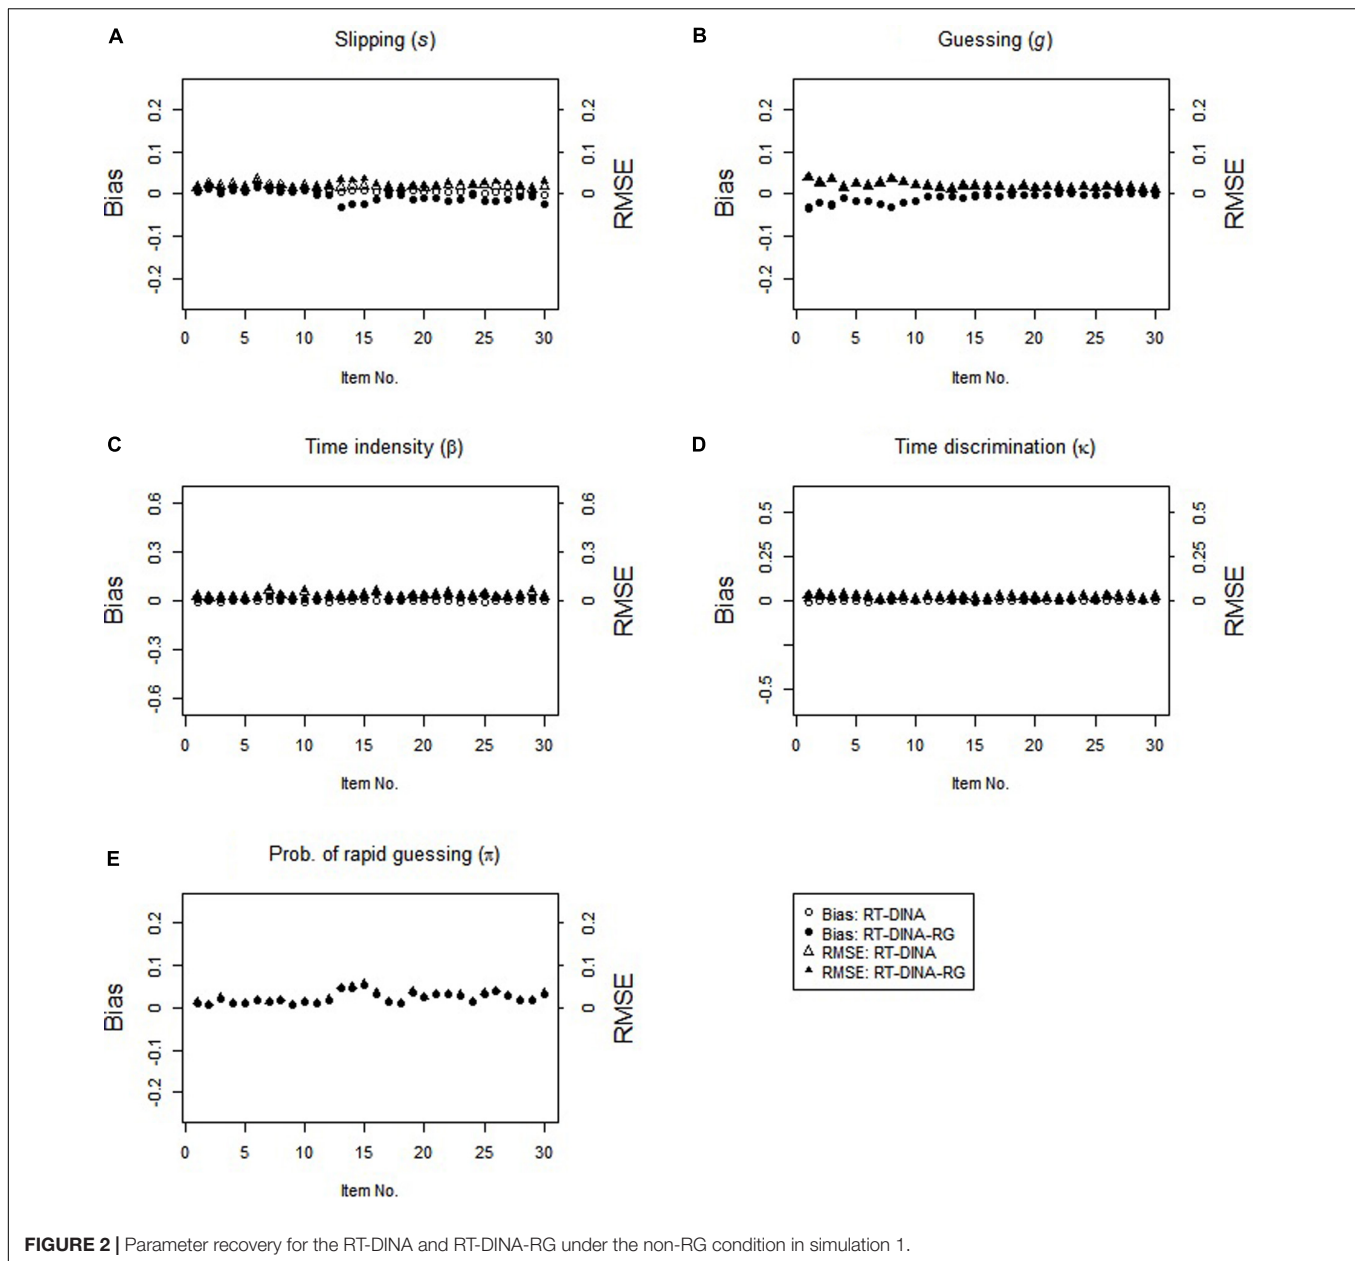 A
Slipping (s)
0.2
0.1
0
-0.1
-0.2
Bias
0.2
0.1
0
RMSE
0 5 10 15 20 25 30
Item No.
B
Guessing (g)
0.2
0.1
0
-0.1
-0.2
Bias
0.2
0.1
0
RMSE
0 5 10 15 20 25 30
Item No.
C
Time indensity (β)
0.6
0.3
0
-0.3
-0.6
Bias
0.6
0.3
0
RMSE
0 5 10 15 20 25 30
Item No.
D
Time discrimination (κ)
0.5
0.25
0
-0.5
Bias
0.5
0.25
0
RMSE
0 5 10 15 20 25 30
Item No.
E
Prob. of rapid guessing (π)
0.2
0.1
0
-0.1
-0.2
Bias
0.2
0.1
0
RMSE
0 5 10 15 20 25 30
Item No.
Bias: RT-DINA
Bias: RT-DINA-RG
RMSE: RT-DINA
RMSE: RT-DINA-RG
FIGURE 2 | Parameter recovery for the RT-DINA and RT-DINA-RG under the non-RG condition in simulation 1.